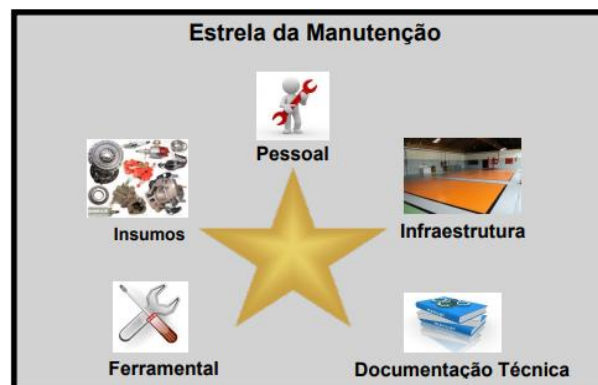 Estrela da Manutenção
Pessoal
Insumos
Infraestrutura
Ferramental
Documentação Técnica